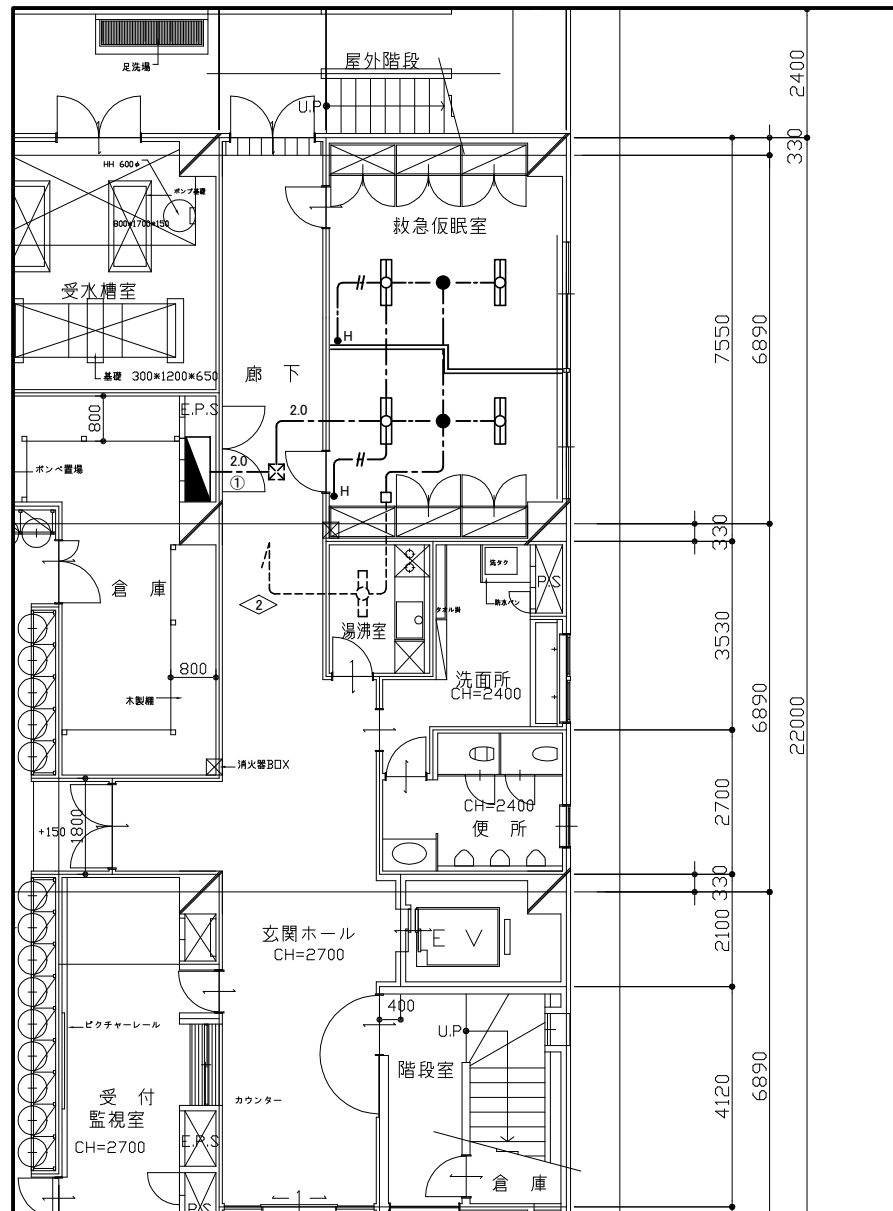 足洗場
屋外階段
U.P
2400
330
HH 600φ
ポンプ基礎
800*1700*150
救急仮眠室
受水槽室
H
7550
6890
基礎 300*1200*650
廊下
E.P.S
800
2.0
2.0
①
ボンベ置場
H
330
倉庫
洗タク
P.S
防水パン
タオル掛
2
湯沸室
3530
800
洗面所
CH=2400
木製棚
6890
22000
消火器BOX
+150
1800
CH=2400
便所
2700
330
玄関ホール
CH=2700
EV
2100
400
ピクチャーレール
U.P
階段室
受付
監視室
CH=2700
カウンター
4120
6890
E.P.S
倉庫
P.S